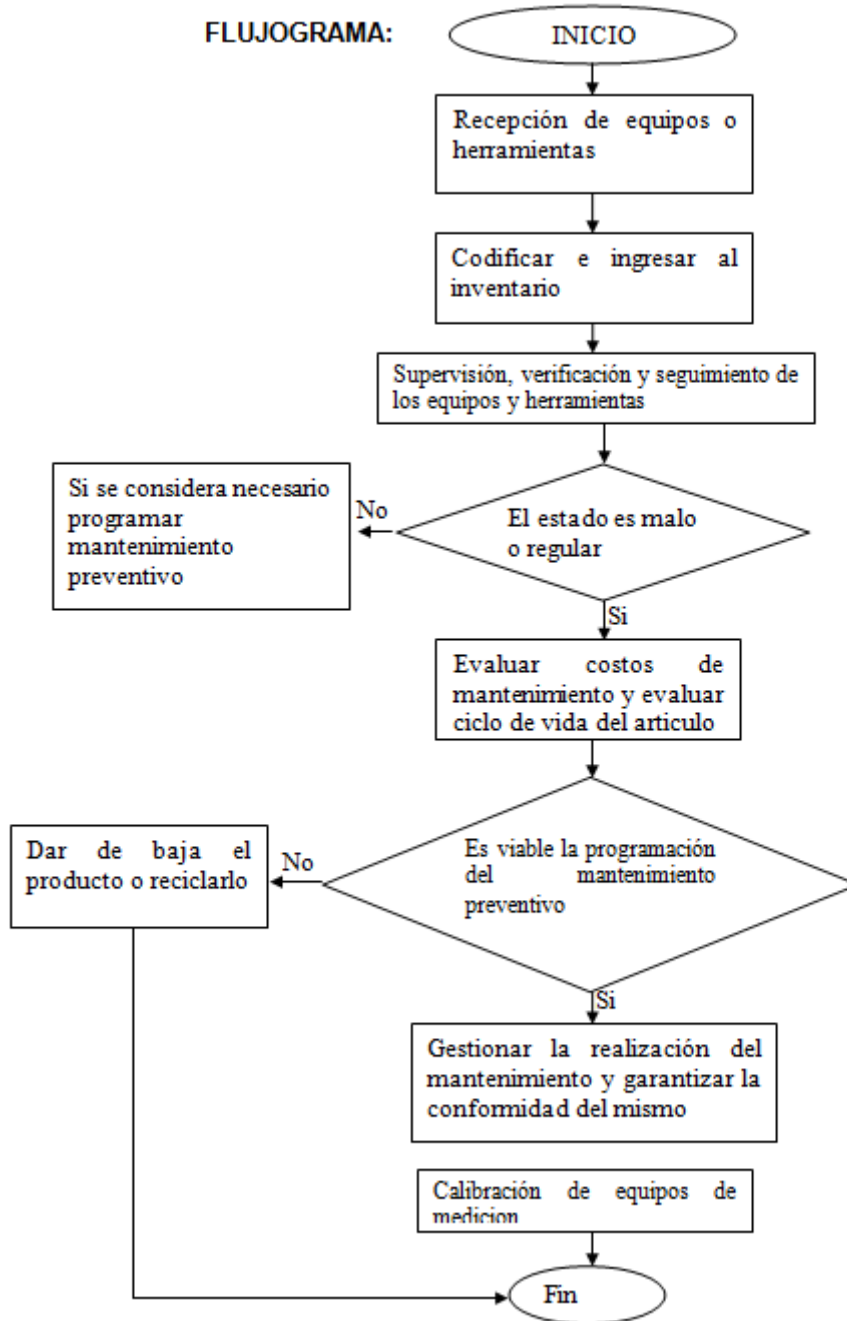 FLUJOGRAMA:
INICIO
Recepción de equipos o
herramientas
Codificar e ingresar al
inventario
Supervisión, verificación y seguimiento de
los equipos y herramientas
Si se considera necesario
programar
mantenimiento
preventivo
No
El estado es malo
o regular
Si
Evaluar costos de
mantenimiento y evaluar
ciclo de vida del articulo
Dar de baja el
producto o reciclarlo
No
Es viable la programación
del mantenimiento
preventivo
Si
Gestionar la realización del
mantenimiento y garantizar la
conformidad del mismo
Calibración de equipos de
medicion
Fin